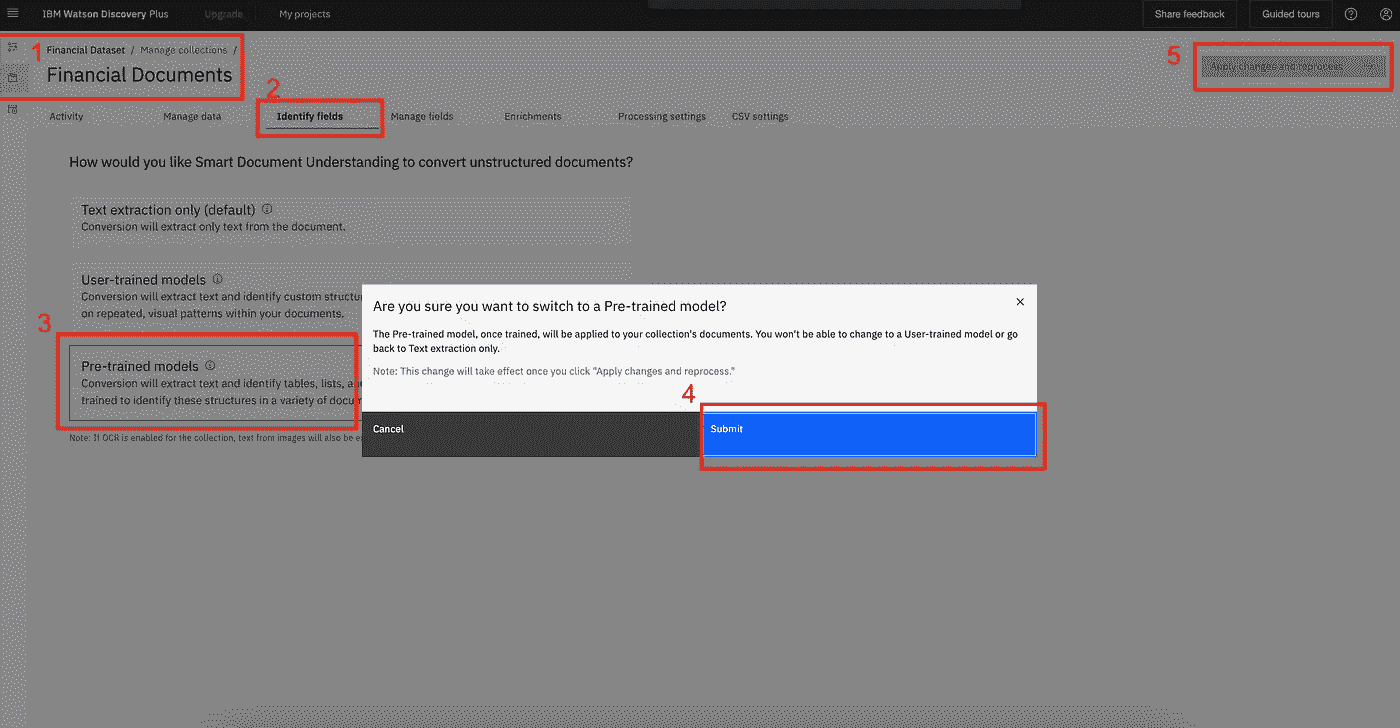 IBM Watson Discovery Plus
Upgrade
My projects
Share feedback
Guided tours
1
Financial Dataset / Manage collections /
Financial Documents
5
Apply changes and reprocess
2
Activity
Manage data
Identify fields
Manage fields
Enrichments
Processing settings
CSV settings
How would you like Smart Document Understanding to convert unstructured documents?
Text extraction only (default)
Conversion will extract only text from the document.
User-trained models
Conversion will extract text and identify custom
on repeated, visual patterns within your documents.
3
Pre-trained models
Conversion will extract text and identify tables, lists,
trained to identify these structures in a variety of
Note: If OCR is enabled for the collection, text from images will also be
Are you sure you want to switch to a Pre-trained model?
The Pre-trained model, once trained, will be applied to your collection's documents. You won't be able to change to a User-trained model or go
back to Text extraction only.
Note: This change will take effect once you click "Apply changes and reprocess."
4
Cancel
Submit